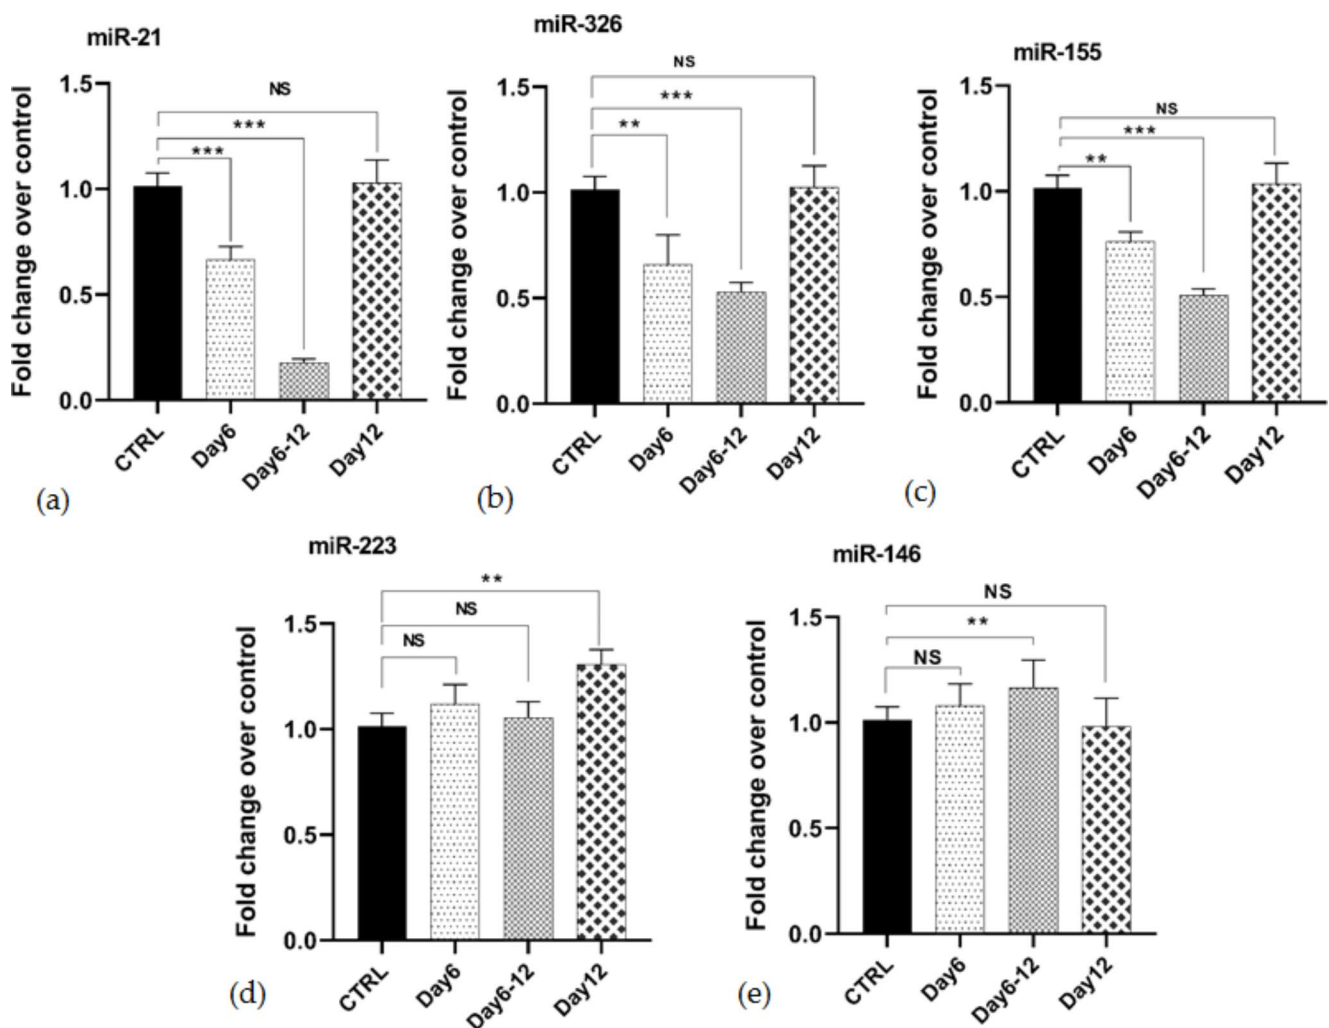 miR-21
NS
***
***
Fold change over control
1.5
1.0
0.5
0.0
CTRL
Day6
Day6-12
Day12
(a)
miR-326
NS
***
**
Fold change over control
1.5
1.0
0.5
0.0
CTRL
Day6
Day6-12
Day12
(b)
miR-155
NS
***
**
Fold change over control
1.5
1.0
0.5
0.0
CTRL
Day6
Day6-12
Day12
(c)
miR-223
**
NS
NS
Fold change over control
1.5
1.0
0.5
0.0
CTRL
Day6
Day6-12
Day12
(d)
miR-146
NS
**
NS
Fold change over control
1.5
1.0
0.5
0.0
CTRL
Day6
Day6-12
Day12
(e)